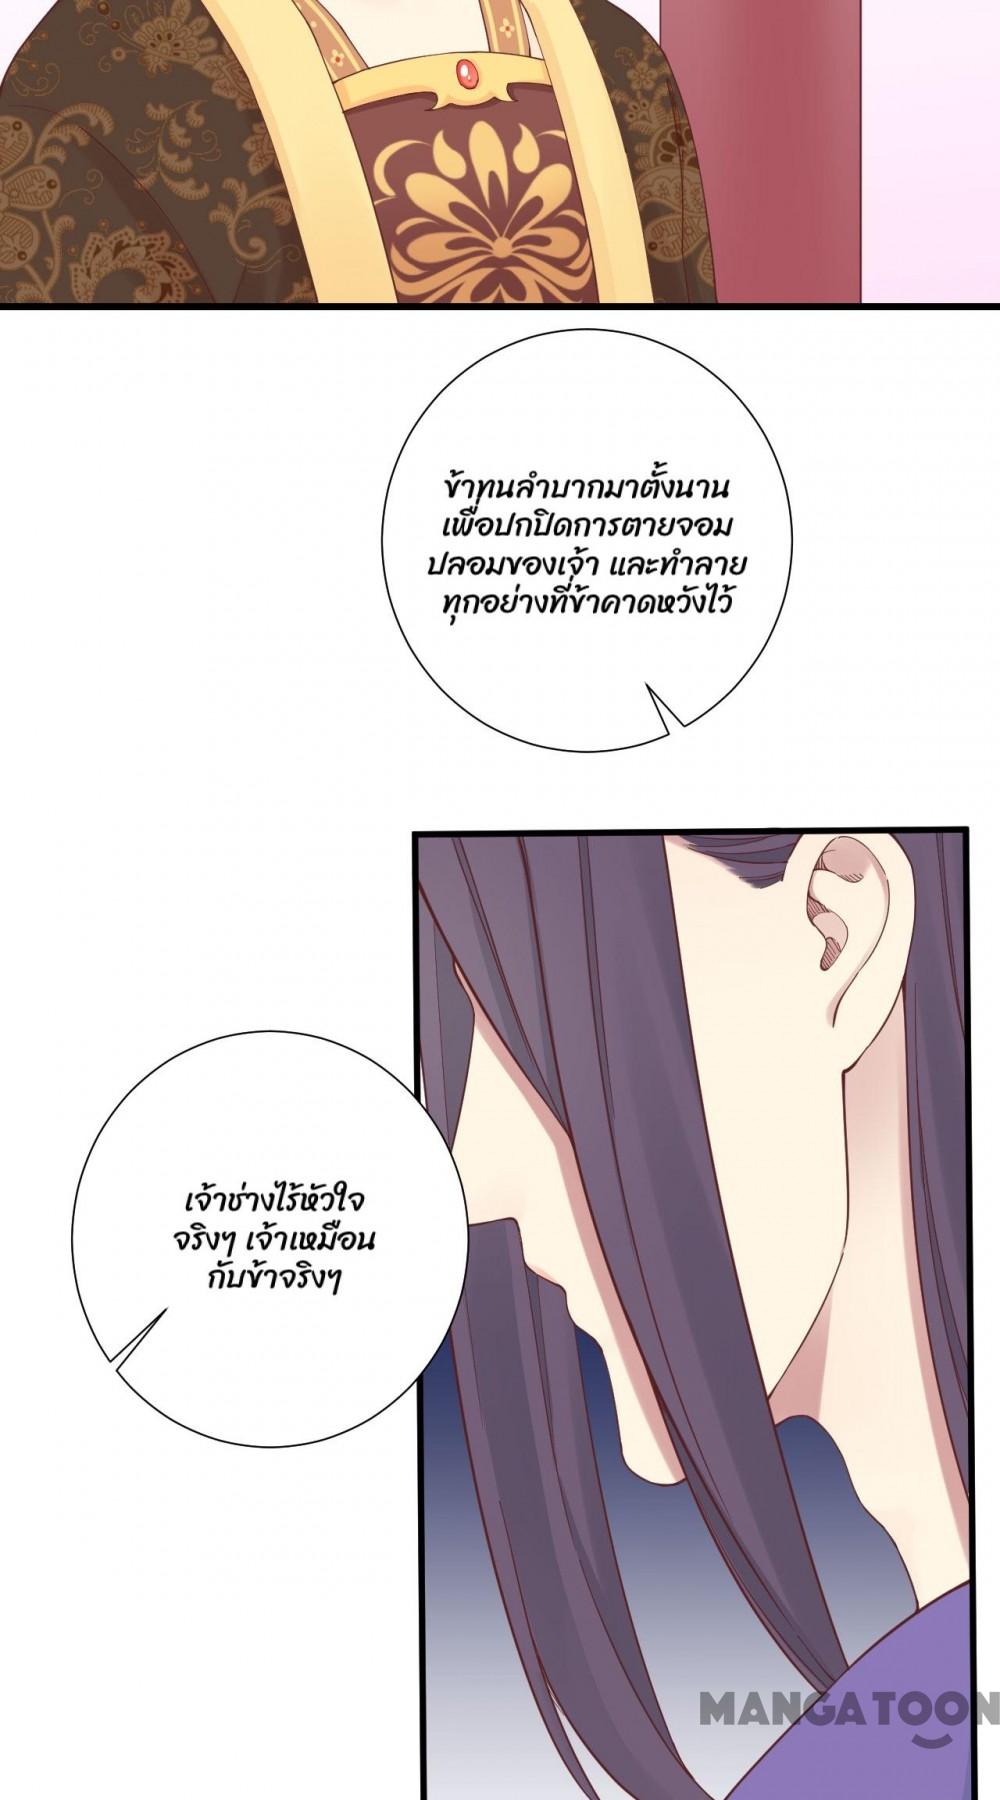 ข้าทนลำบากมาตั้งนาน
เพื่อปกปิดการตายจอม
ปลอมของเจ้า และทำลาย
ทุกอย่างที่ข้าคาดหวังไว้
เจ้าช่างไร้หัวใจ
จริงๆ เจ้าเหมือน
กับข้าจริงๆ
MANGATOON